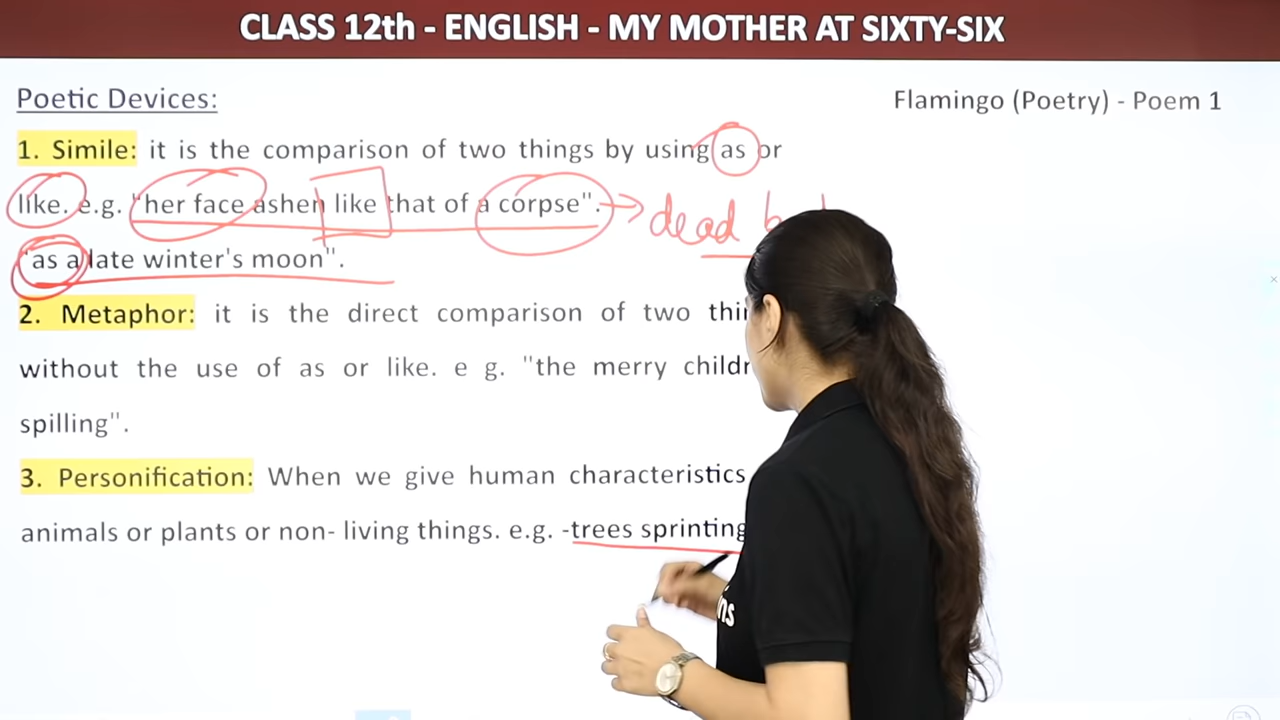 CLASS 12th - ENGLISH - MY MOTHER AT SIXTY-SIX
Poetic Devices:
Flamingo (Poetry) - Poem 1
1. Simile: it is the comparison of two things by using as or
like. e.g. "her face ashen like that of a corpse". dead
"as a late winter's moon".
2. Metaphor: it is the direct comparison of two
without the use of as or like. e g. "the merry
spilling".
3. Personification: When we give human characteristics
animals or plants or non- living things. e.g. -trees sprinting